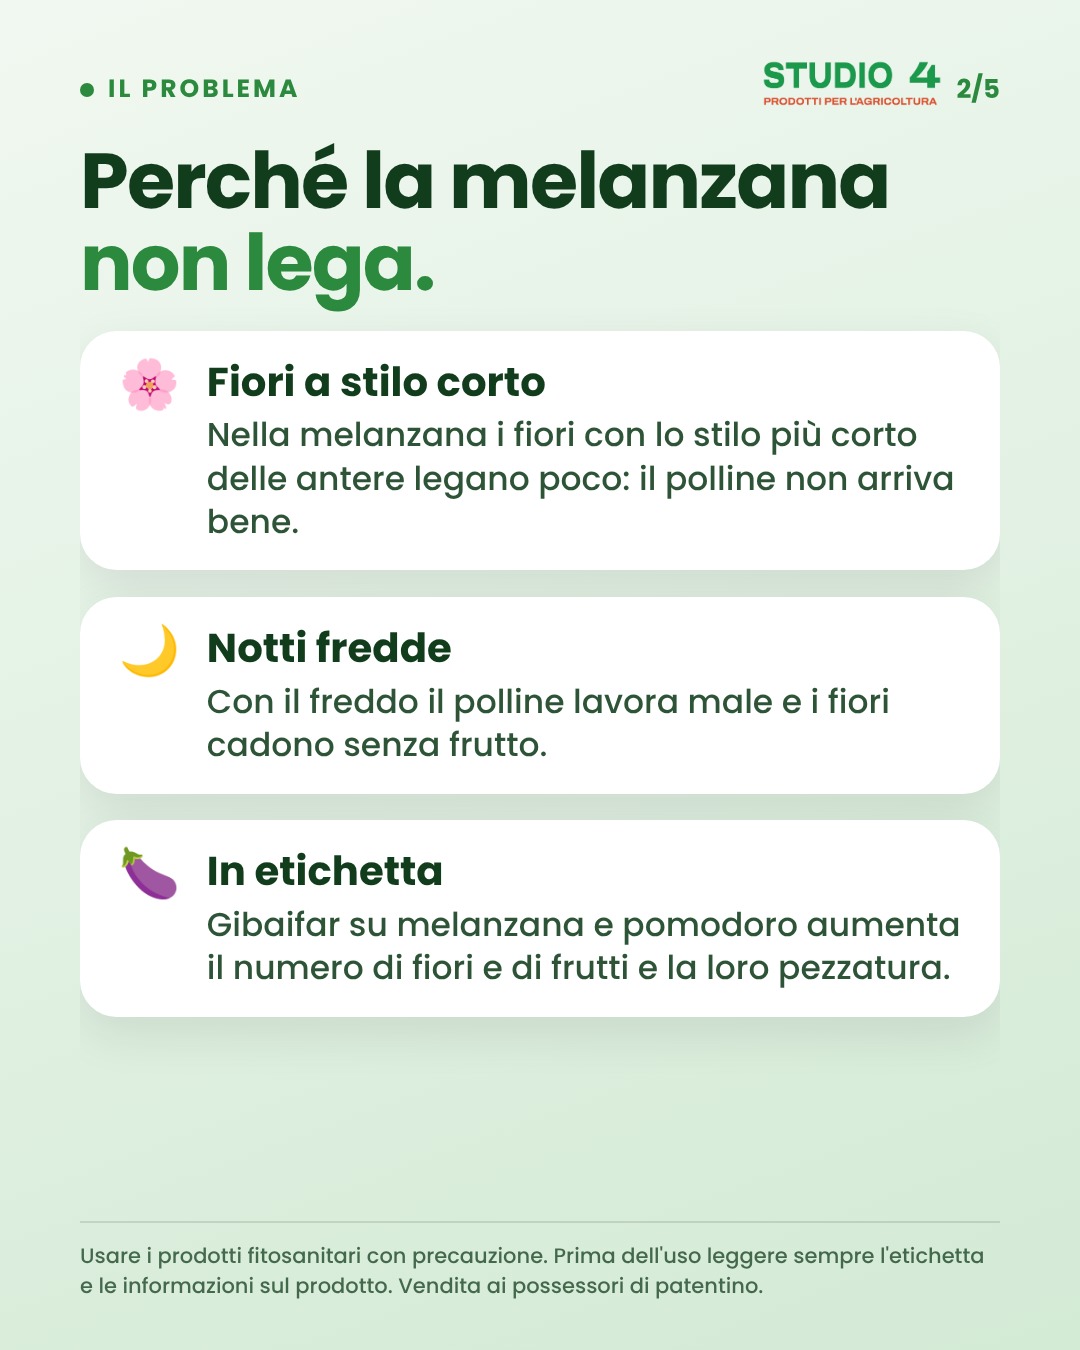 IL PROBLEMA
STUDIO 4
PRODOTTI PER L'AGRICOLTURA
2/5
Perché la melanzana
non lega.
Fiori a stilo corto
Nella melanzana i fiori con lo stilo più corto
delle antere legano poco: il polline non arriva
bene.
Notti fredde
Con il freddo il polline lavora male e i fiori
cadono senza frutto.
In etichetta
Gibaifar su melanzana e pomodoro aumenta
il numero di fiori e di frutti e la loro pezzatura.
Usare i prodotti fitosanitari con precauzione. Prima dell'uso leggere sempre l'etichetta
e le informazioni sul prodotto. Vendita ai possessori di patentino.